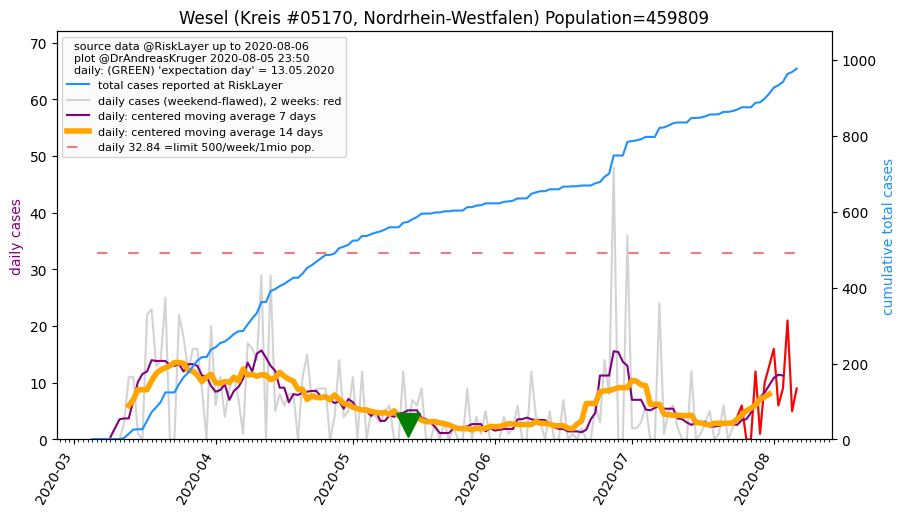 Wesel (Kreis #05170, Nordrhein-Westfalen) Population=459809
source data @RiskLayer up to 2020-08-06
plot @DrAndreasKruger 2020-08-05 23:50
daily: (GREEN) 'expectation day' = 13.05.2020
total cases reported at RiskLayer
daily cases (weekend-flawed), 2 weeks: red
daily: centered moving average 7 days
daily: centered moving average 14 days
daily 32.84 =limit 500/week/1mio pop.
daily cases
70
60
50
40
30
20
10
0
cumulative total cases
1000
800
600
400
200
0
2020-03
2020-04
2020-05
2020-06
2020-07
2020-08